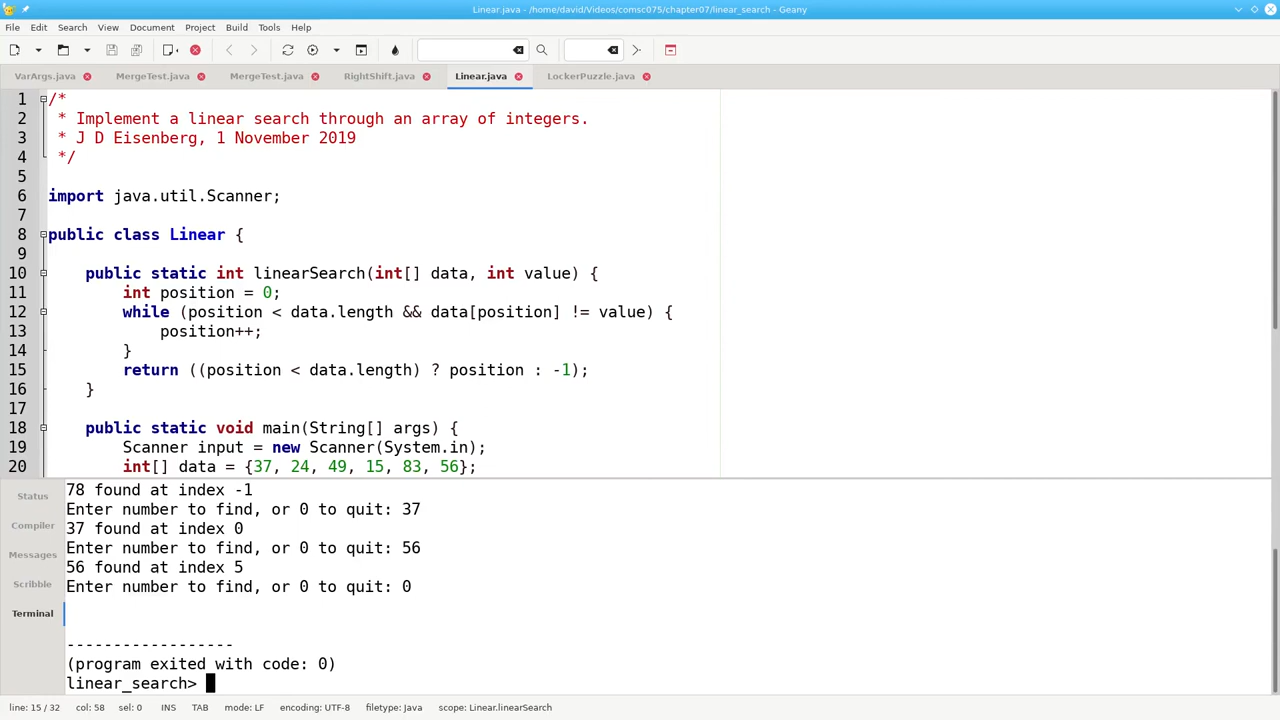 Linear.java - /home/david/Videos/comsc075/chapter07/linear_search - Geany
File Edit Search View Document Project Build Tools Help
VarArgs.java MergeTest.java MergeTest.java RightShift.java Linear.java LockerPuzzle.java
1 /*
2 * Implement a linear search through an array of integers.
3 * J D Eisenberg, 1 November 2019
4 */
5
6 import java.util.Scanner;
7
8 public class Linear {
9
10 public static int linearSearch(int[] data, int value) {
11 int position = 0;
12 while (position < data.length && data[position] != value) {
13 position++;
14 }
15 return ((position < data.length) ? position : -1);
16 }
17
18 public static void main(String[] args) {
19 Scanner input = new Scanner(System.in);
20 int[] data = {37, 24, 49, 15, 83, 56};
Status
Compiler
Messages
Scribble
Terminal
78 found at index -1
Enter number to find, or 0 to quit: 37
37 found at index 0
Enter number to find, or 0 to quit: 56
56 found at index 5
Enter number to find, or 0 to quit: 0
------------------
(program exited with code: 0)
linear_search>
line: 15 / 32 col: 58 sel: 0 INS TAB mode: LF encoding: UTF-8 filetype: Java scope: Linear.linearSearch